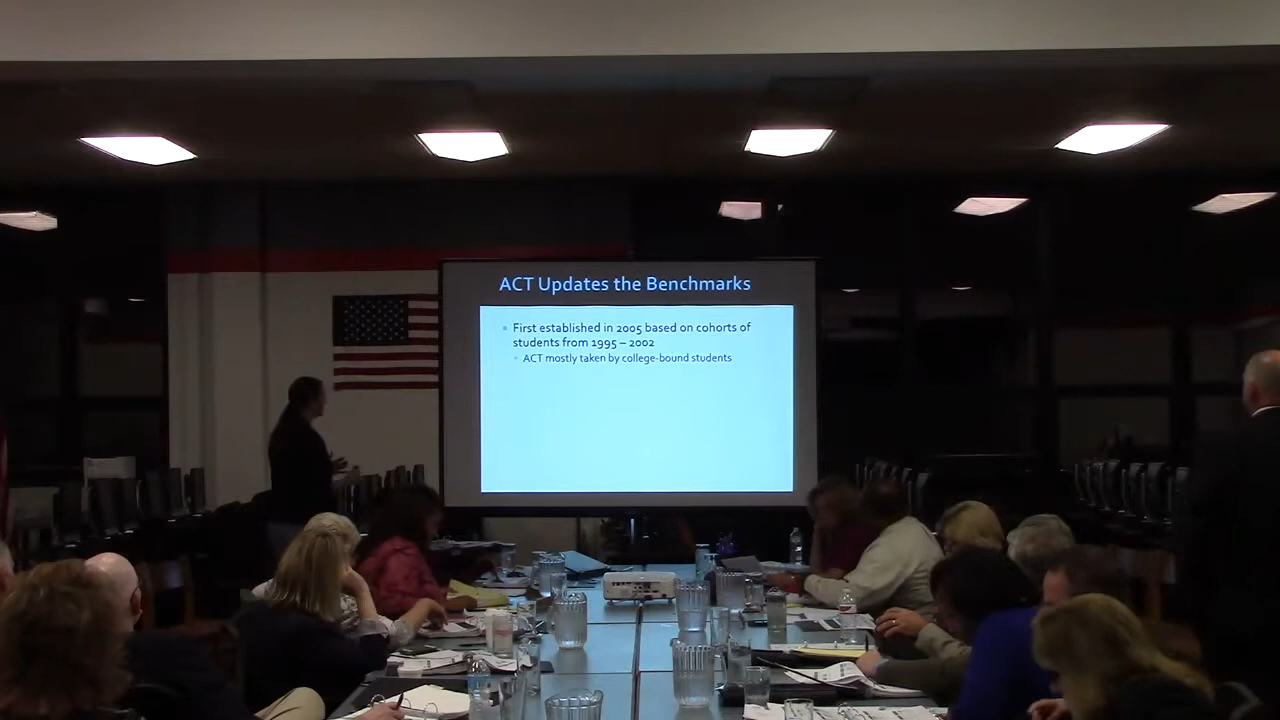 ACT Updates the Benchmarks
First established in 2005 based on cohorts of
students from 1995 – 2002
ACT mostly taken by college-bound students